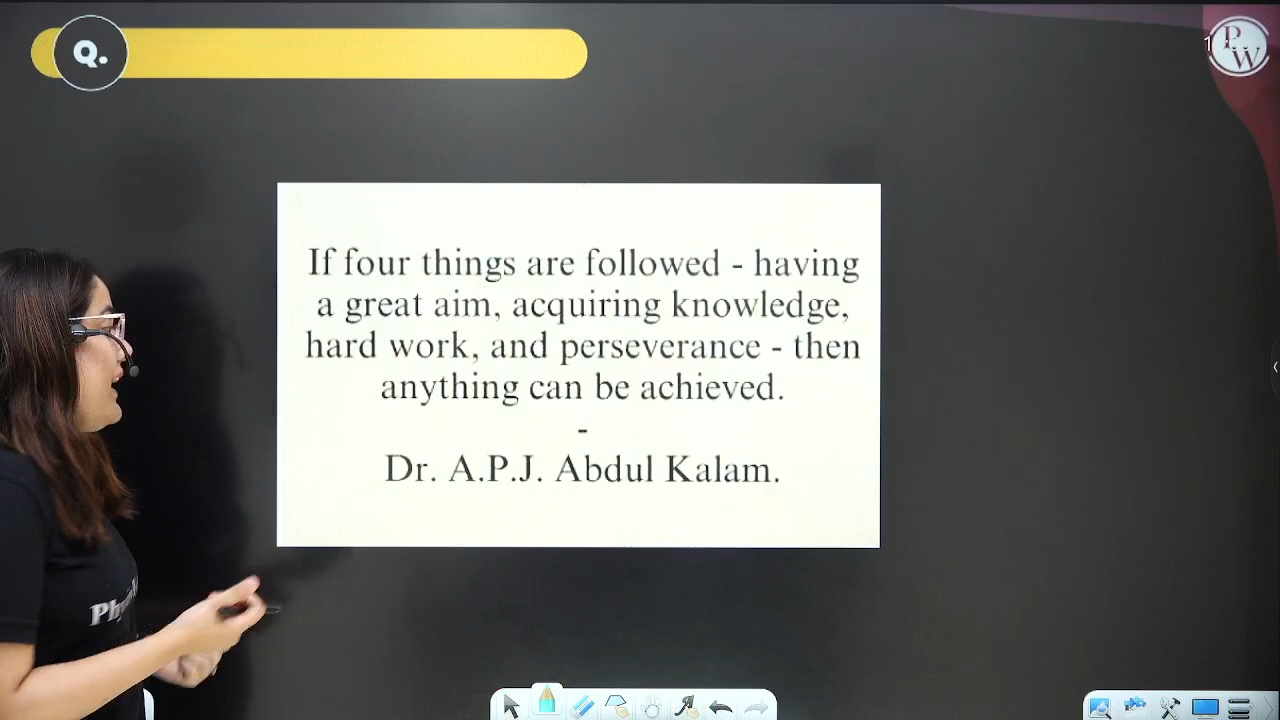 Q.
PW
If four things are followed - having
a great aim, acquiring knowledge,
hard work, and perseverance - then
anything can be achieved.
-
Dr. A.P.J. Abdul Kalam.